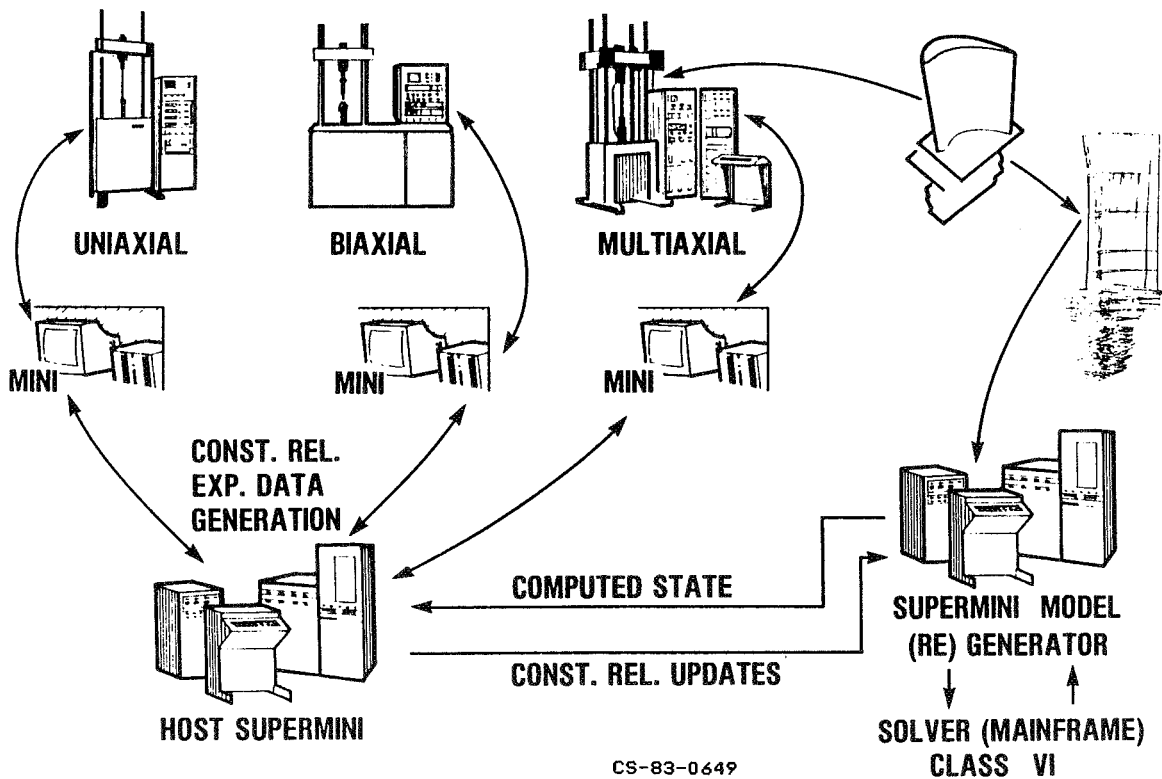 UNIAXIAL
BIAXIAL
MULTIAXIAL
MINI
MINI
MINI
CONST. REL.
EXP. DATA
GENERATION
COMPUTED STATE
CONST. REL. UPDATES
HOST SUPERMINI
SUPERMINI MODEL
(RE) GENERATOR
SOLVER (MAINFRAME)
CLASS VI
CS-83-0649